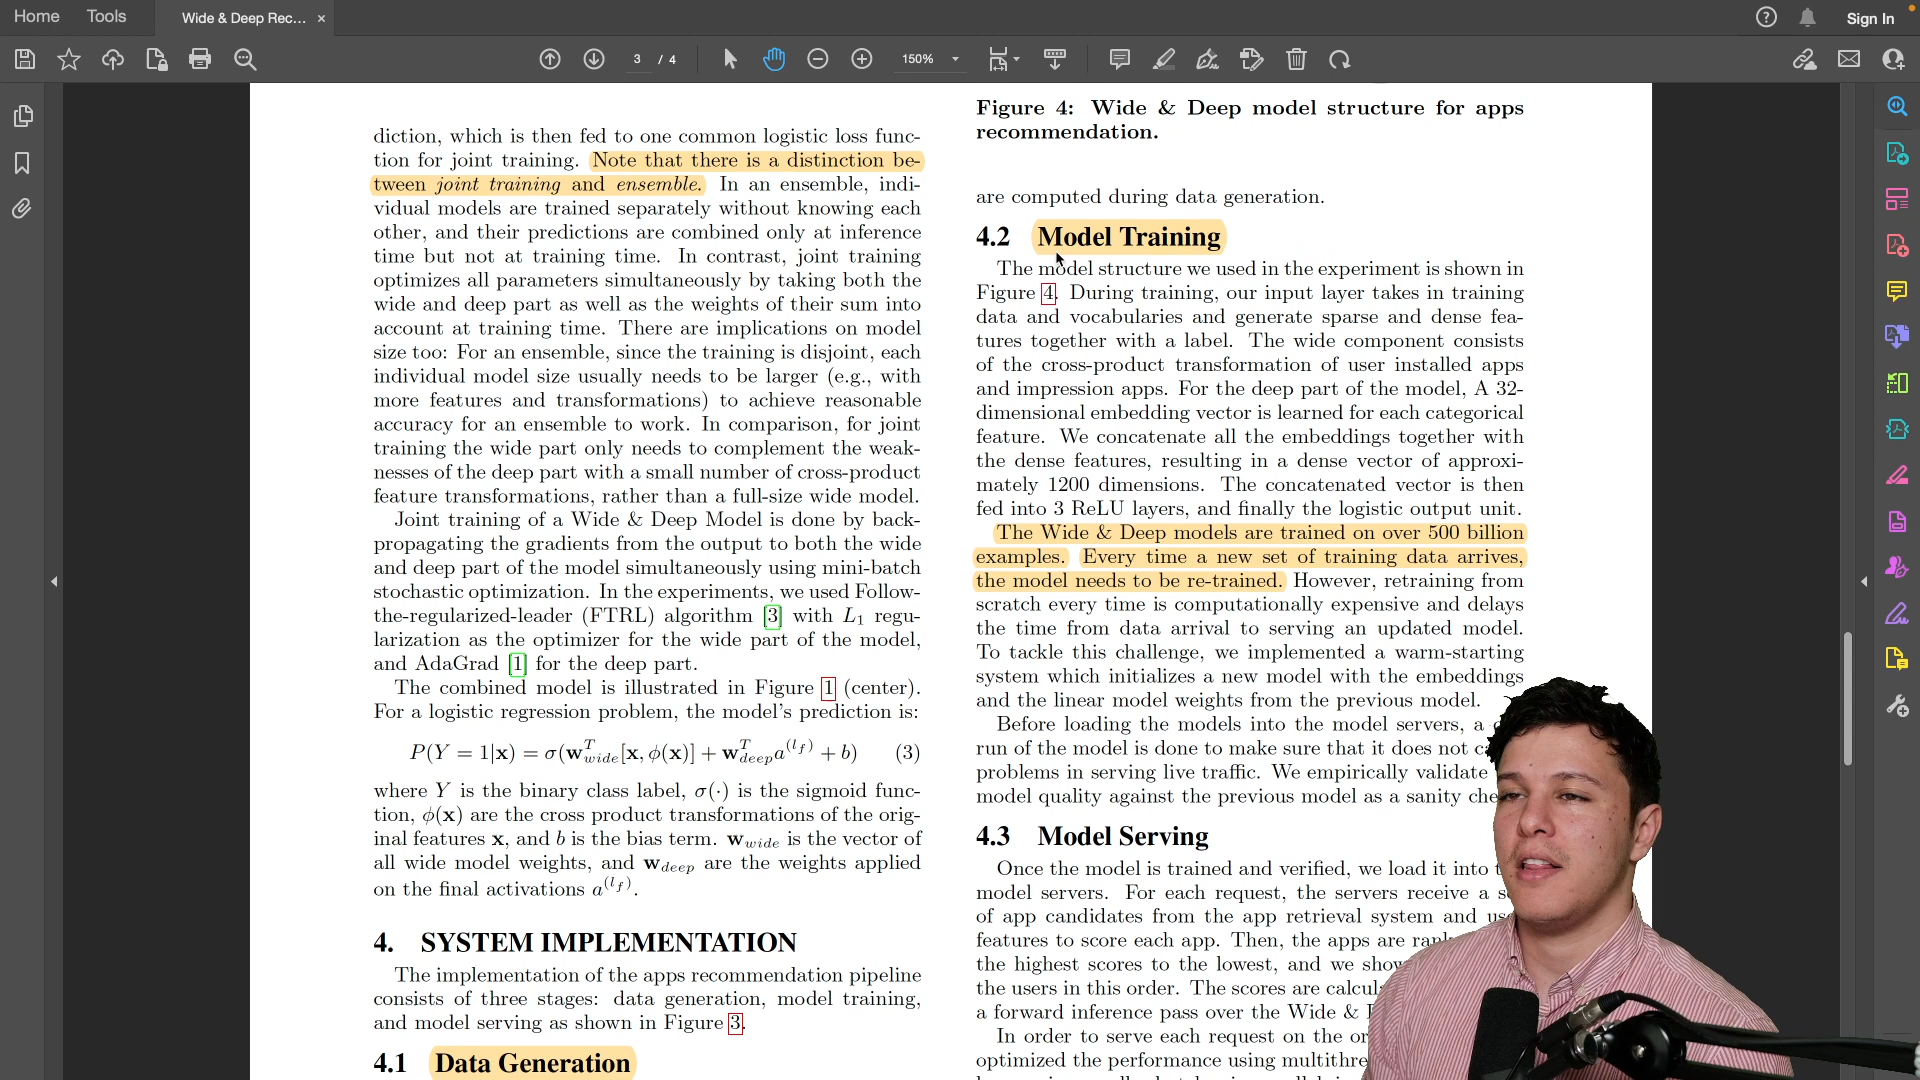 Home
Tools
Wide & Deep Rec...
Sign In
3 / 4
150%
diction, which is then fed to one common logistic loss func-
tion for joint training. Note that there is a distinction be-
tween joint training and ensemble. In an ensemble, indi-
vidual models are trained separately without knowing each
other, and their predictions are combined only at inference
time but not at training time. In contrast, joint training
optimizes all parameters simultaneously by taking both the
wide and deep part as well as the weights of their sum into
account at training time. There are implications on model
size too: For an ensemble, since the training is disjoint, each
individual model size usually needs to be larger (e.g., with
more features and transformations) to achieve reasonable
accuracy for an ensemble to work. In comparison, for joint
training the wide part only needs to complement the weak-
nesses of the deep part with a small number of cross-product
feature transformations, rather than a full-size wide model.
Joint training of a Wide & Deep Model is done by back-
propagating the gradients from the output to both the wide
and deep part of the model simultaneously using mini-batch
stochastic optimization. In the experiments, we used Follow-
the-regularized-leader (FTRL) algorithm [3] with L₁ regu-
larization as the optimizer for the wide part of the model,
and AdaGrad [1] for the deep part.
The combined model is illustrated in Figure 1 (center).
For a logistic regression problem, the model's prediction is:
P(Y = 1|x) = σ(w^T_wide[x, ϕ(x)] + w^T_deep a^(l_f) + b) (3)
where Y is the binary class label, σ(·) is the sigmoid func-
tion, ϕ(x) are the cross product transformations of the orig-
inal features x, and b is the bias term. w_wide is the vector of
all wide model weights, and w_deep are the weights applied
on the final activations a^(l_f).
4. SYSTEM IMPLEMENTATION
The implementation of the apps recommendation pipeline
consists of three stages: data generation, model training,
and model serving as shown in Figure 3.
4.1 Data Generation
Figure 4: Wide & Deep model structure for apps
recommendation.
are computed during data generation.
4.2 Model Training
The model structure we used in the experiment is shown in
Figure 4. During training, our input layer takes in training
data and vocabularies and generate sparse and dense fea-
tures together with a label. The wide component consists
of the cross-product transformation of user installed apps
and impression apps. For the deep part of the model, A 32-
dimensional embedding vector is learned for each categorical
feature. We concatenate all the embeddings together with
the dense features, resulting in a dense vector of approxi-
mately 1200 dimensions. The concatenated vector is then
fed into 3 ReLU layers, and finally the logistic output unit.
The Wide & Deep models are trained on over 500 billion
examples. Every time a new set of training data arrives,
the model needs to be re-trained. However, retraining from
scratch every time is computationally expensive and delays
the time from data arrival to serving an updated model.
To tackle this challenge, we implemented a warm-starting
system which initializes a new model with the embeddings
and the linear model weights from the previous model.
Before loading the models into the model servers, a
run of the model is done to make sure that it does not
problems in serving live traffic. We empirically validate
model quality against the previous model as a sanity
4.3 Model Serving
Once the model is trained and verified, we load it into
model servers. For each request, the servers receive a
of app candidates from the app retrieval system and
features to score each app. Then, the apps are
the highest scores to the lowest, and we
the users in this order. The scores are
a forward inference pass over the Wide &
In order to serve each request on the
optimized the performance using